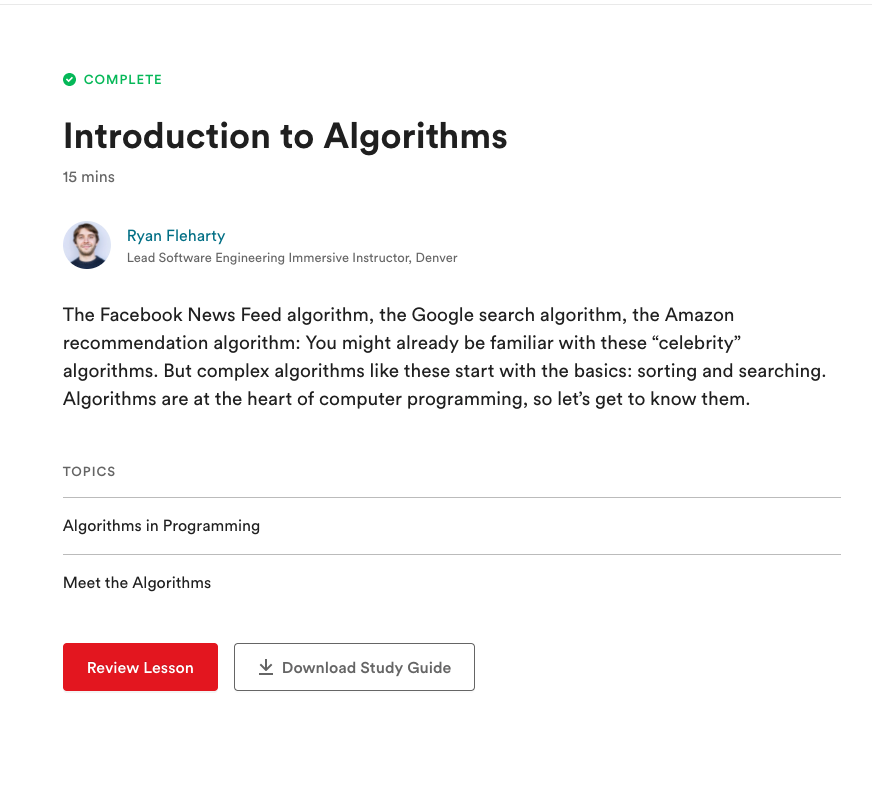 COMPLETE
Introduction to Algorithms
15 mins
Ryan Fleharty
Lead Software Engineering Immersive Instructor, Denver
The Facebook News Feed algorithm, the Google search algorithm, the Amazon
recommendation algorithm: You might already be familiar with these “celebrity”
algorithms. But complex algorithms like these start with the basics: sorting and searching.
Algorithms are at the heart of computer programming, so let’s get to know them.
TOPICS
Algorithms in Programming
Meet the Algorithms
Review Lesson
Download Study Guide